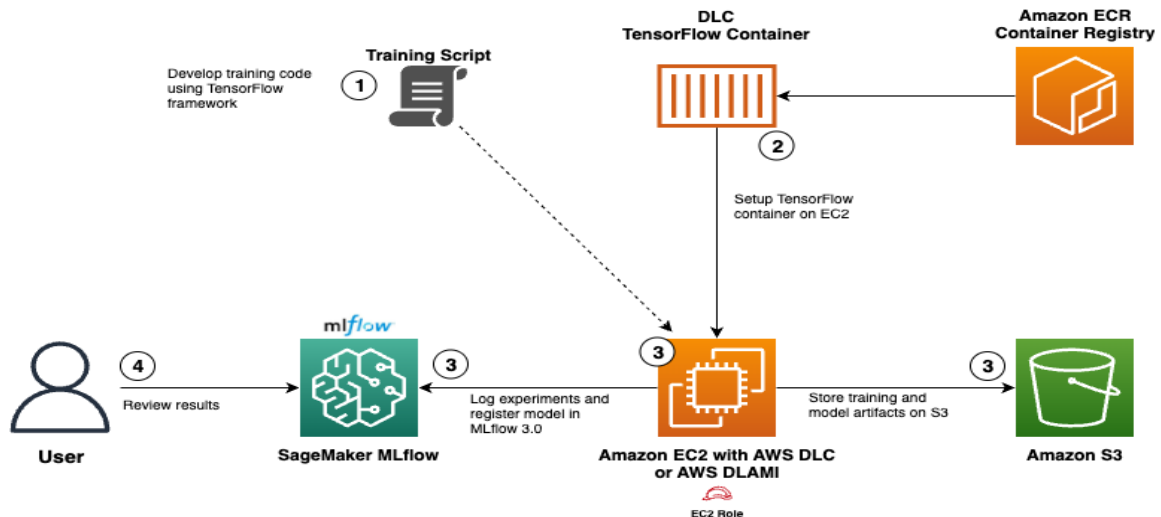 DLC
TensorFlow Container
Amazon ECR
Container Registry
Training Script
Develop training code
using TensorFlow
framework
1
2
Setup TensorFlow
container on EC2
mlflow
4
Review results
3
Log experiments and
register model in
MLflow 3.0
3
3
Store training and
model artifacts on S3
User
SageMaker MLflow
Amazon EC2 with AWS DLC
or AWS DLAMI
EC2 Role
Amazon S3